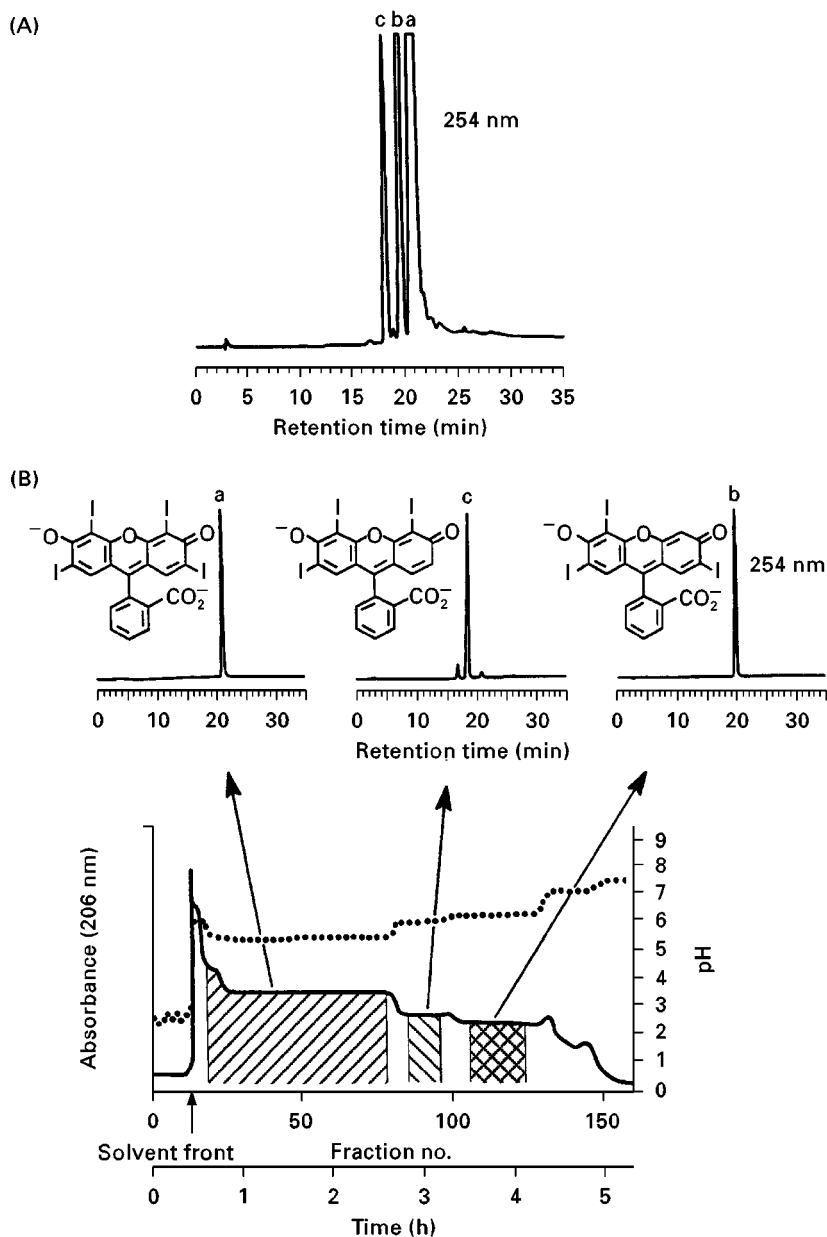 (A)
c b a
254 nm
0 5 10 15 20 25 30 35
Retention time (min)
(B)
a
c
b
I I
−O O O
I I
CO2−
I I
−O O O
I
CO2−
I
−O O O
I I
CO2−
254 nm
0 10 20 30
0 10 20 30
0 10 20 30
Retention time (min)
Absorbance (206 nm)
9
8
7
6
5
4
3
2
1
0
pH
0 50 100 150
Solvent front
Fraction no.
0 1 2 3 4 5
Time (h)